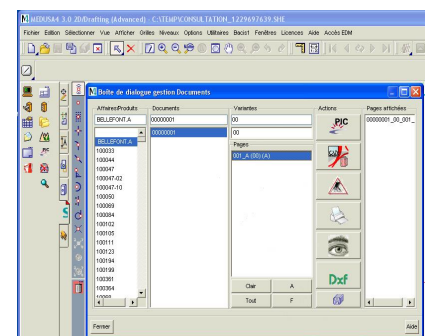 MEDUSA4 3.0 2D/Drafting (Advanced) - C:\TEMP\CONSULTATION_1229697639.SHE
Fichier Edition Sélectionner Vue Afficher Grilles Niveaux Options Utilitaires Bacist Fenêtres Licences Aide Accès EDM
Boîte de dialogue gestion Documents
Affaires/Produits Documents Variantes Actions Pages affichées
BELLEFONT.A 00000001 00 PJC 00000001_00_001_
00000001 00
BELLEFONT.A Pages
100033 001_A (00) (A)
100044
100047
100047-02
100047-10
100050
100069
100084
100102
100105
100111
100123
100194
100199
100361 Dxf
100364 Clair A
Tout F
Fermer Aide